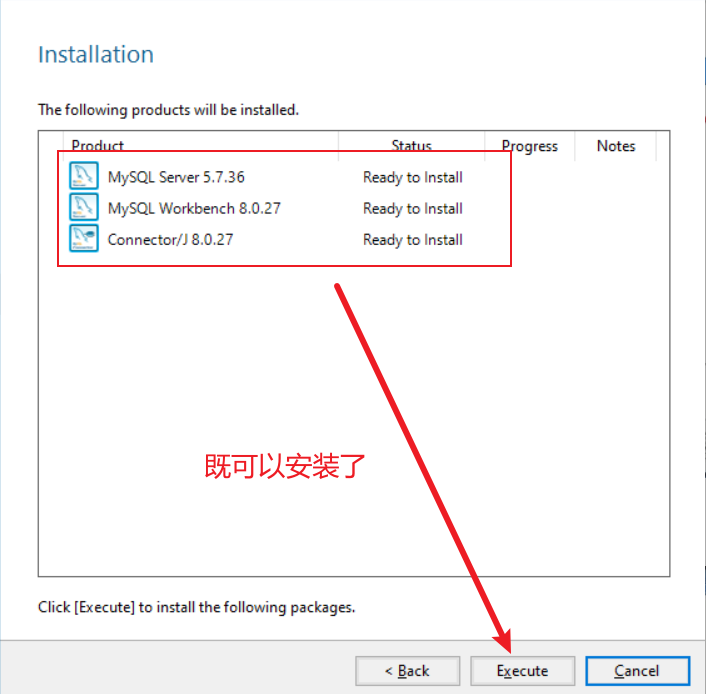 Installation
The following products will be installed.
Product Status Progress Notes
MySQL Server 5.7.36 Ready to Install
MySQL Workbench 8.0.27 Ready to Install
Connector/J 8.0.27 Ready to Install
既可以安装了
Click [Execute] to install the following packages.
< Back Execute Cancel